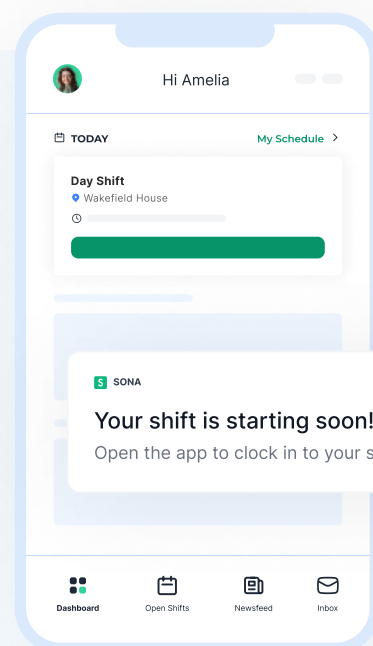 Hi Amelia
TODAY
My Schedule
Day Shift
Wakefield House
S SONA
Your shift is starting soon!
Open the app to clock in to your s
Dashboard
Open Shifts
Newsfeed
Inbox